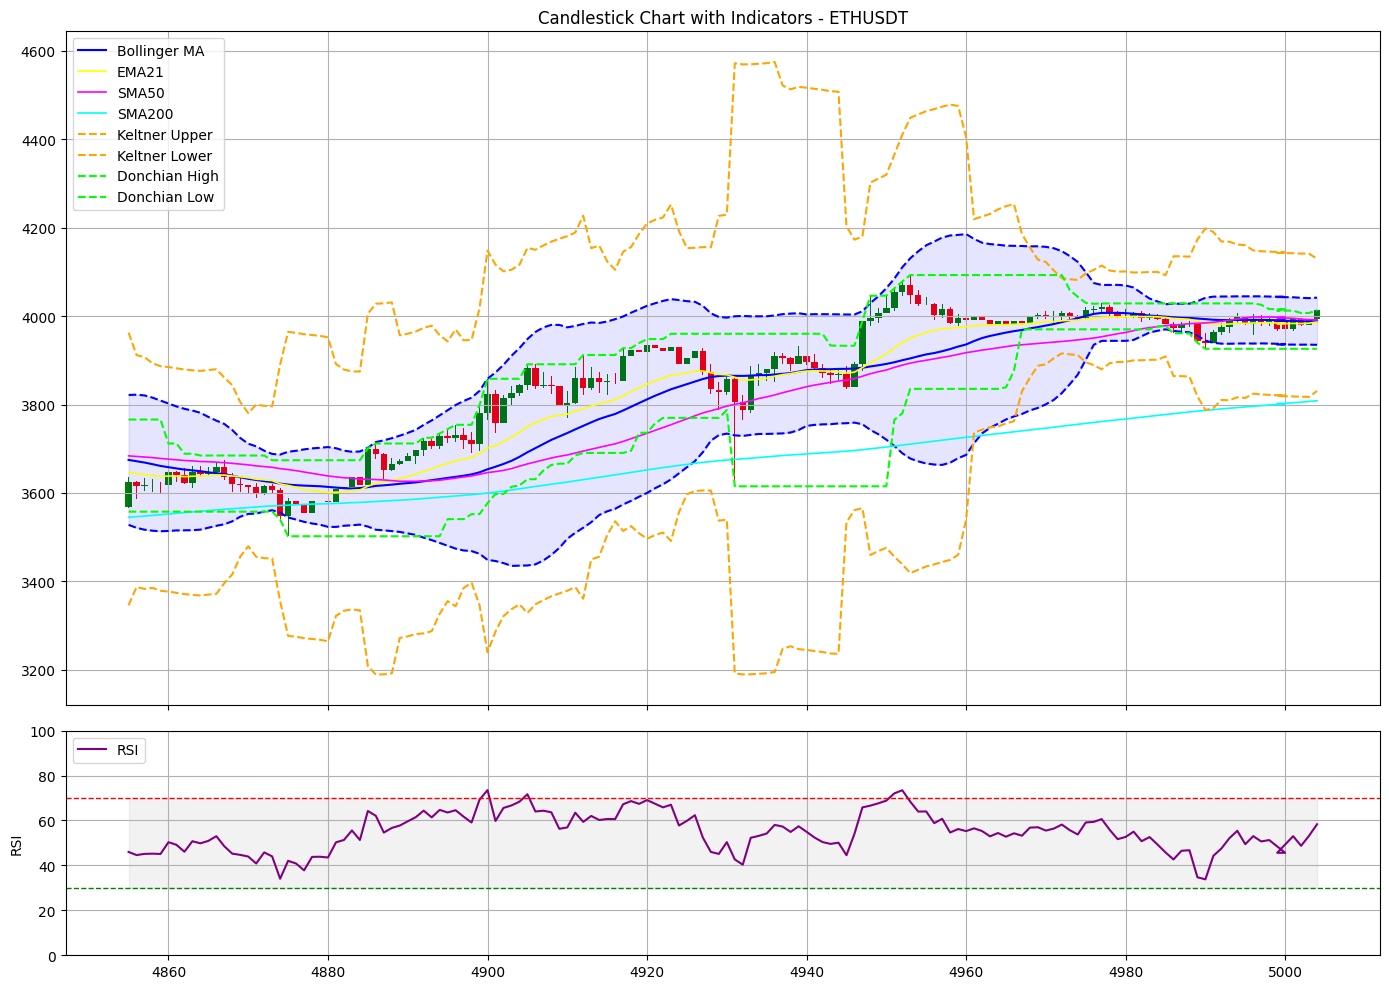 Candlestick Chart with Indicators - ETHUSDT
4600
4400
4200
4000
3800
3600
3400
3200
Bollinger MA
EMA21
SMA50
SMA200
Keltner Upper
Keltner Lower
Donchian High
Donchian Low
100
80
60
40
20
0
RSI
RSI
4860
4880
4900
4920
4940
4960
4980
5000